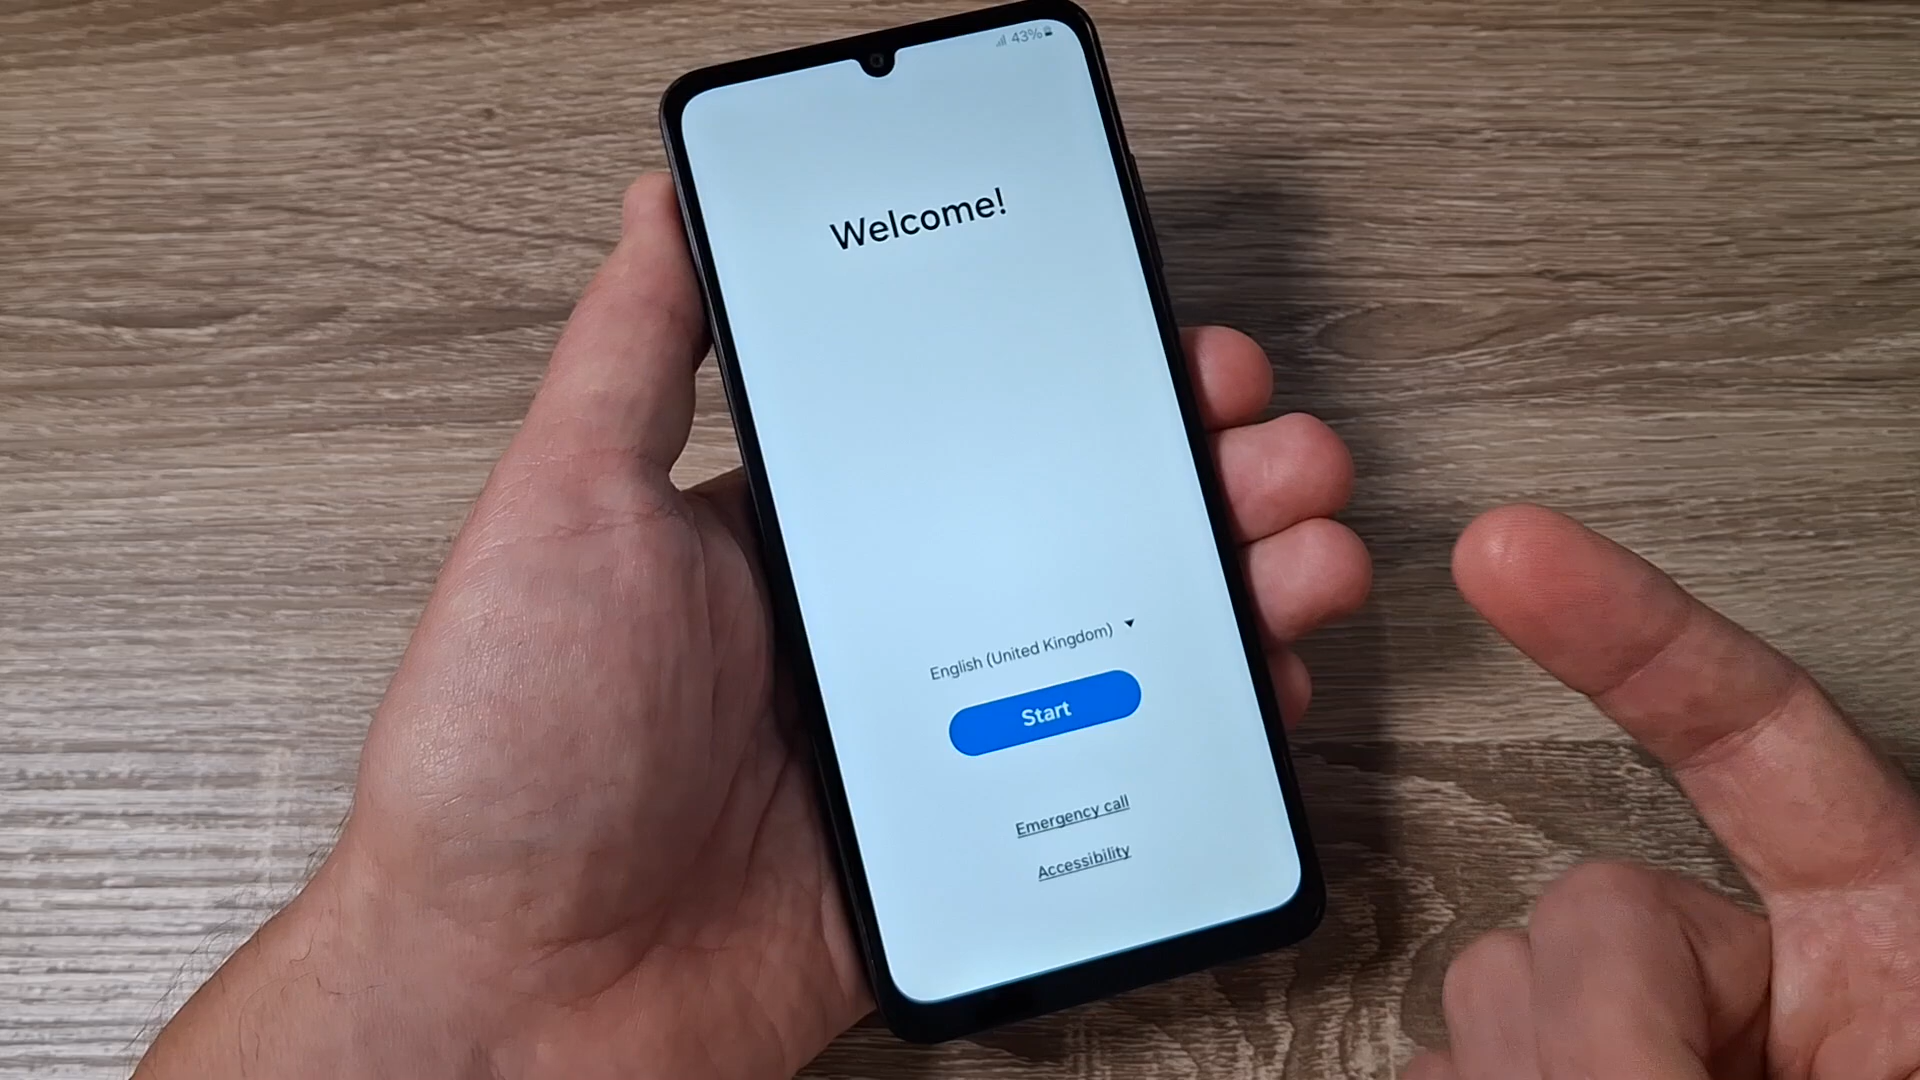 43%
Welcome!
English (United Kingdom)
Start
Emergency call
Accessibility